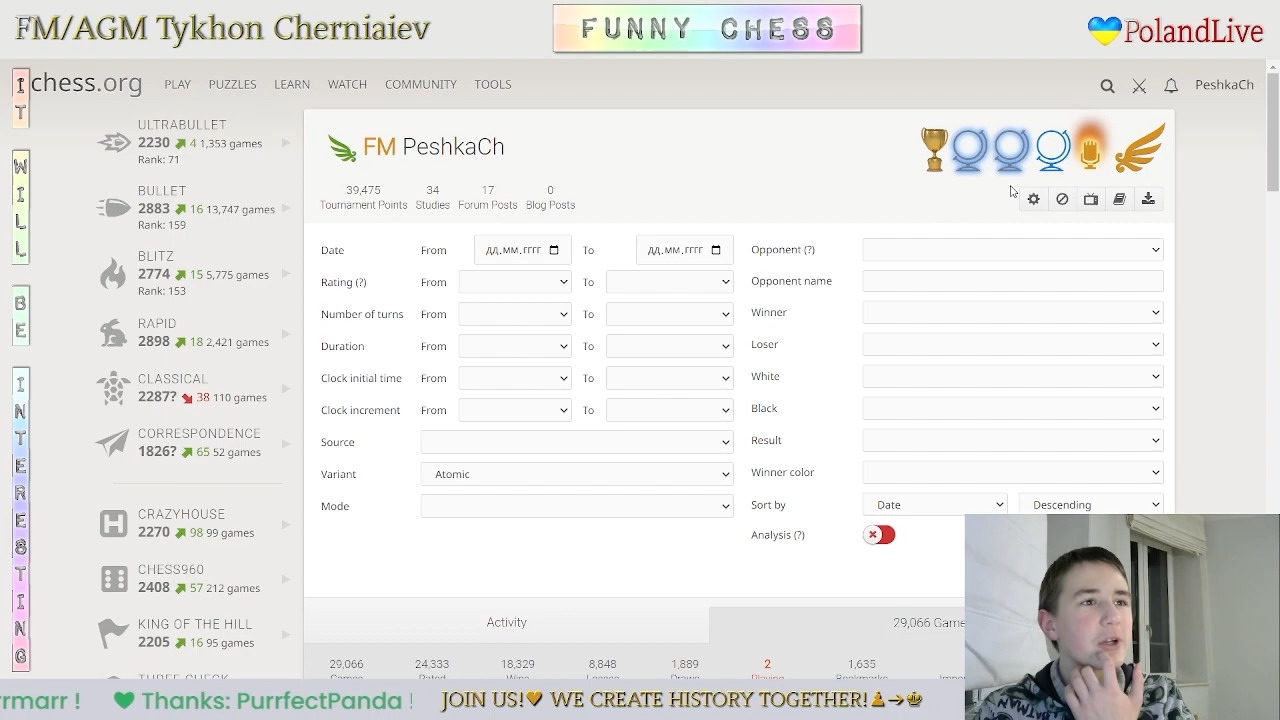 FM/AGM Tykhon Cherniaiev
FUNNY CHESS
PolandLive
IT WILL BE INTERESTING
chess.org PLAY PUZZLES LEARN WATCH COMMUNITY TOOLS
PeshkaCh
ULTRABULLET
2230 4 1,353 games
Rank: 71
BULLET
2883 16 13,747 games
Rank: 159
BLITZ
2774 15 5,775 games
Rank: 153
RAPID
2898 18 2,421 games
CLASSICAL
2287? 38 110 games
CORRESPONDENCE
1826? 65 52 games
CRAZYHOUSE
2270 98 99 games
CHESS960
2408 57 212 games
KING OF THE HILL
2205 16 95 games
FM PeshkaCh
39,475 34 17 0
Tournament Points Studies Forum Posts Blog Posts
Date From дд.мм.гггг To дд.мм.гггг
Rating (?) From To
Number of turns From To
Duration From To
Clock initial time From To
Clock increment From To
Source
Variant Atomic
Mode
Opponent (?)
Opponent name
Winner
Loser
White
Black
Result
Winner color
Sort by Date Descending
Analysis (?)
Activity 29,066 Game
29,066 24,333 18,329 8,848 1,889 2 1,635
rmarr ! Thanks: PurrfectPanda ! JOIN US! WE CREATE HISTORY TOGETHER!
BATMAN